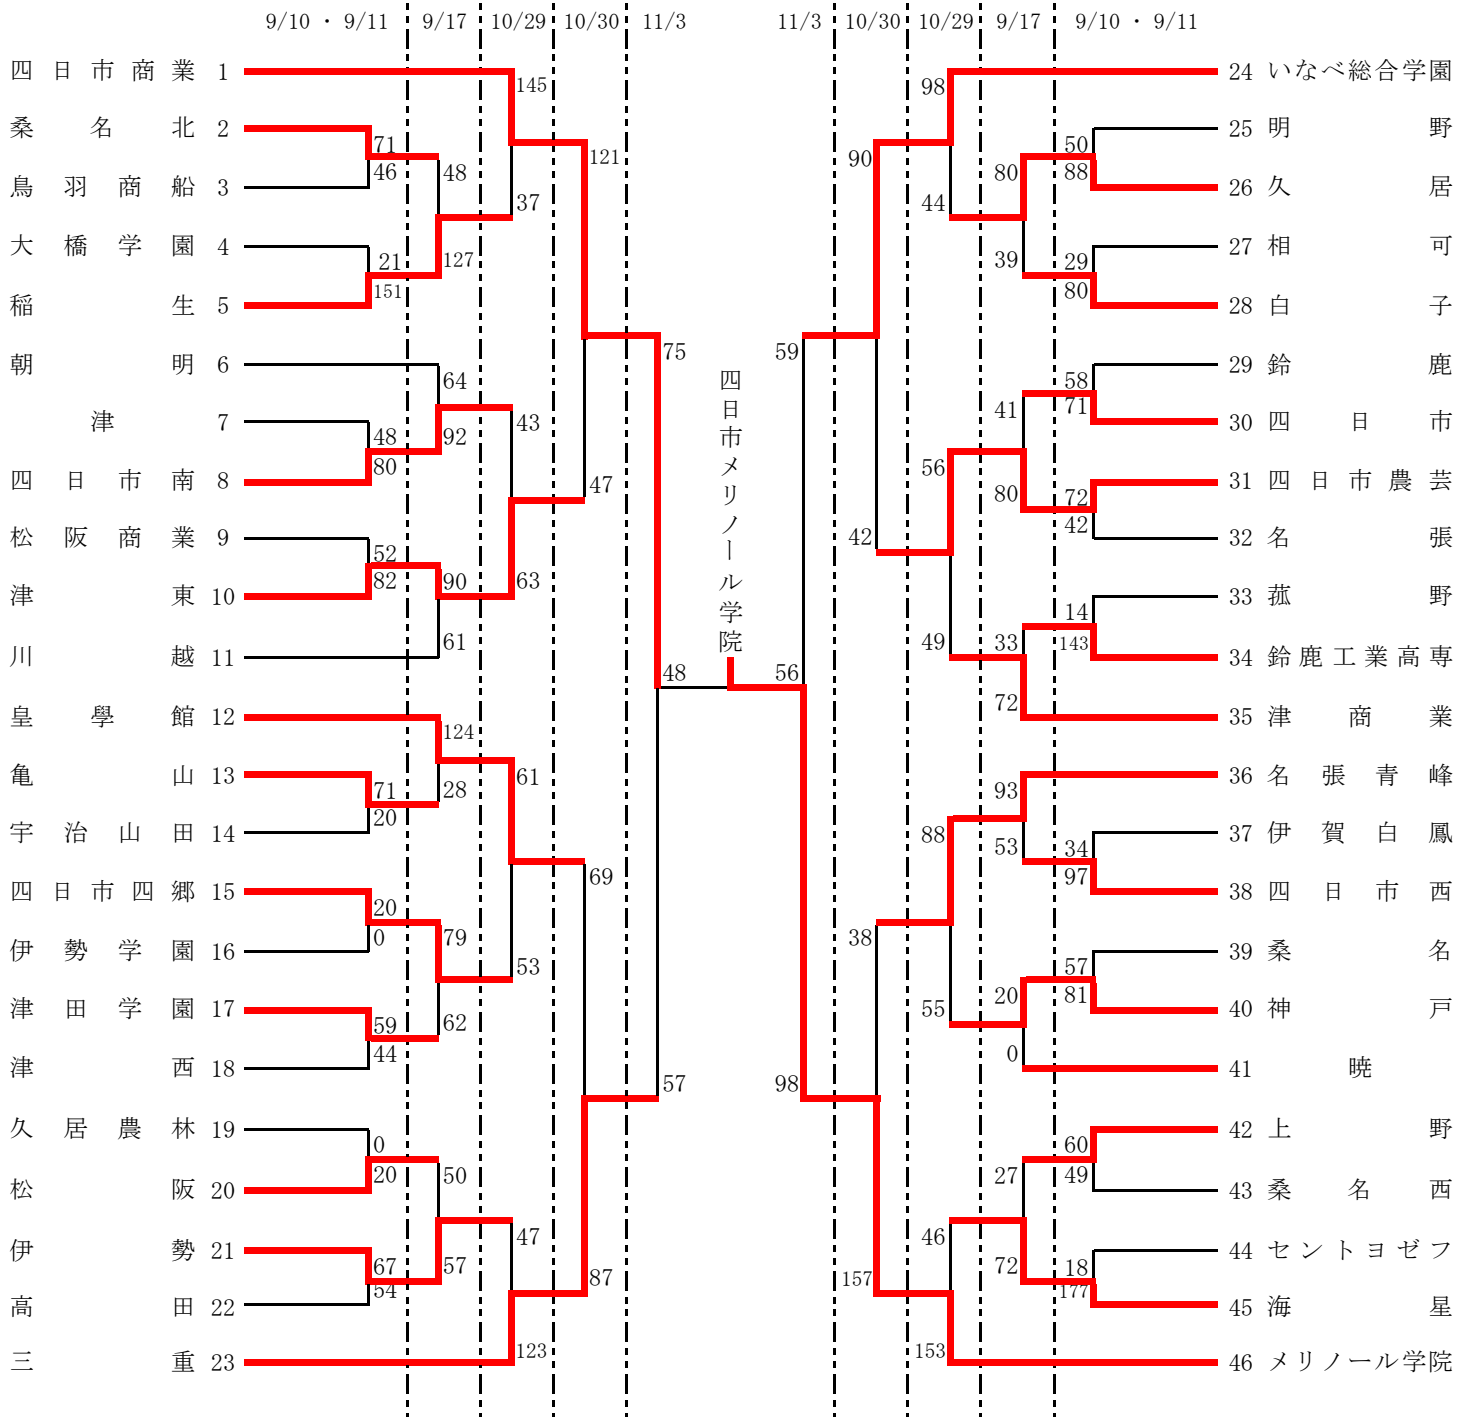 9/10 ・ 9/11 9/17 10/29 10/30 11/3 11/3 10/30 10/29 9/17 9/10 ・ 9/11
四日市商業 1
145
桑名北 2
71
46
鳥羽商船 3
48
37
大橋学園 4
21
151
127
稲生 5
121
朝明 6
64
津 7
48
80
92
43
四日市南 8
47
松阪商業 9
52
82
津東 10
90
63
61
川越 11
75
皇學館 12
124
亀山 13
71
20
28
61
宇治山田 14
四日市四郷 15
20
0
伊勢学園 16
79
53
津田学園 17
59
44
62
津西 18
69
久居農林 19
0
20
松阪 20
50
伊勢 21
67
54
57
47
高田 22
87
三重 23
123
57
48
四日市メリノール学院
56
59
98
24 いなべ総合学園
98
25 明野
50
88
26 久居
80
44
90
27 相可
29
80
39
28 白子
29 鈴鹿
58
71
30 四日市
41
56
31 四日市農芸
72
42
80
32 名張
42
33 菰野
14
143
34 鈴鹿工業高専
33
49
35 津商業
72
36 名張青峰
93
37 伊賀白鳳
34
97
53
88
38 四日市西
38
39 桑名
57
81
40 神戸
20
55
41 暁
0
42 上野
60
49
43 桑名西
27
44 セントヨゼフ
18
177
72
46
45 海星
157
46 メリノール学院
153